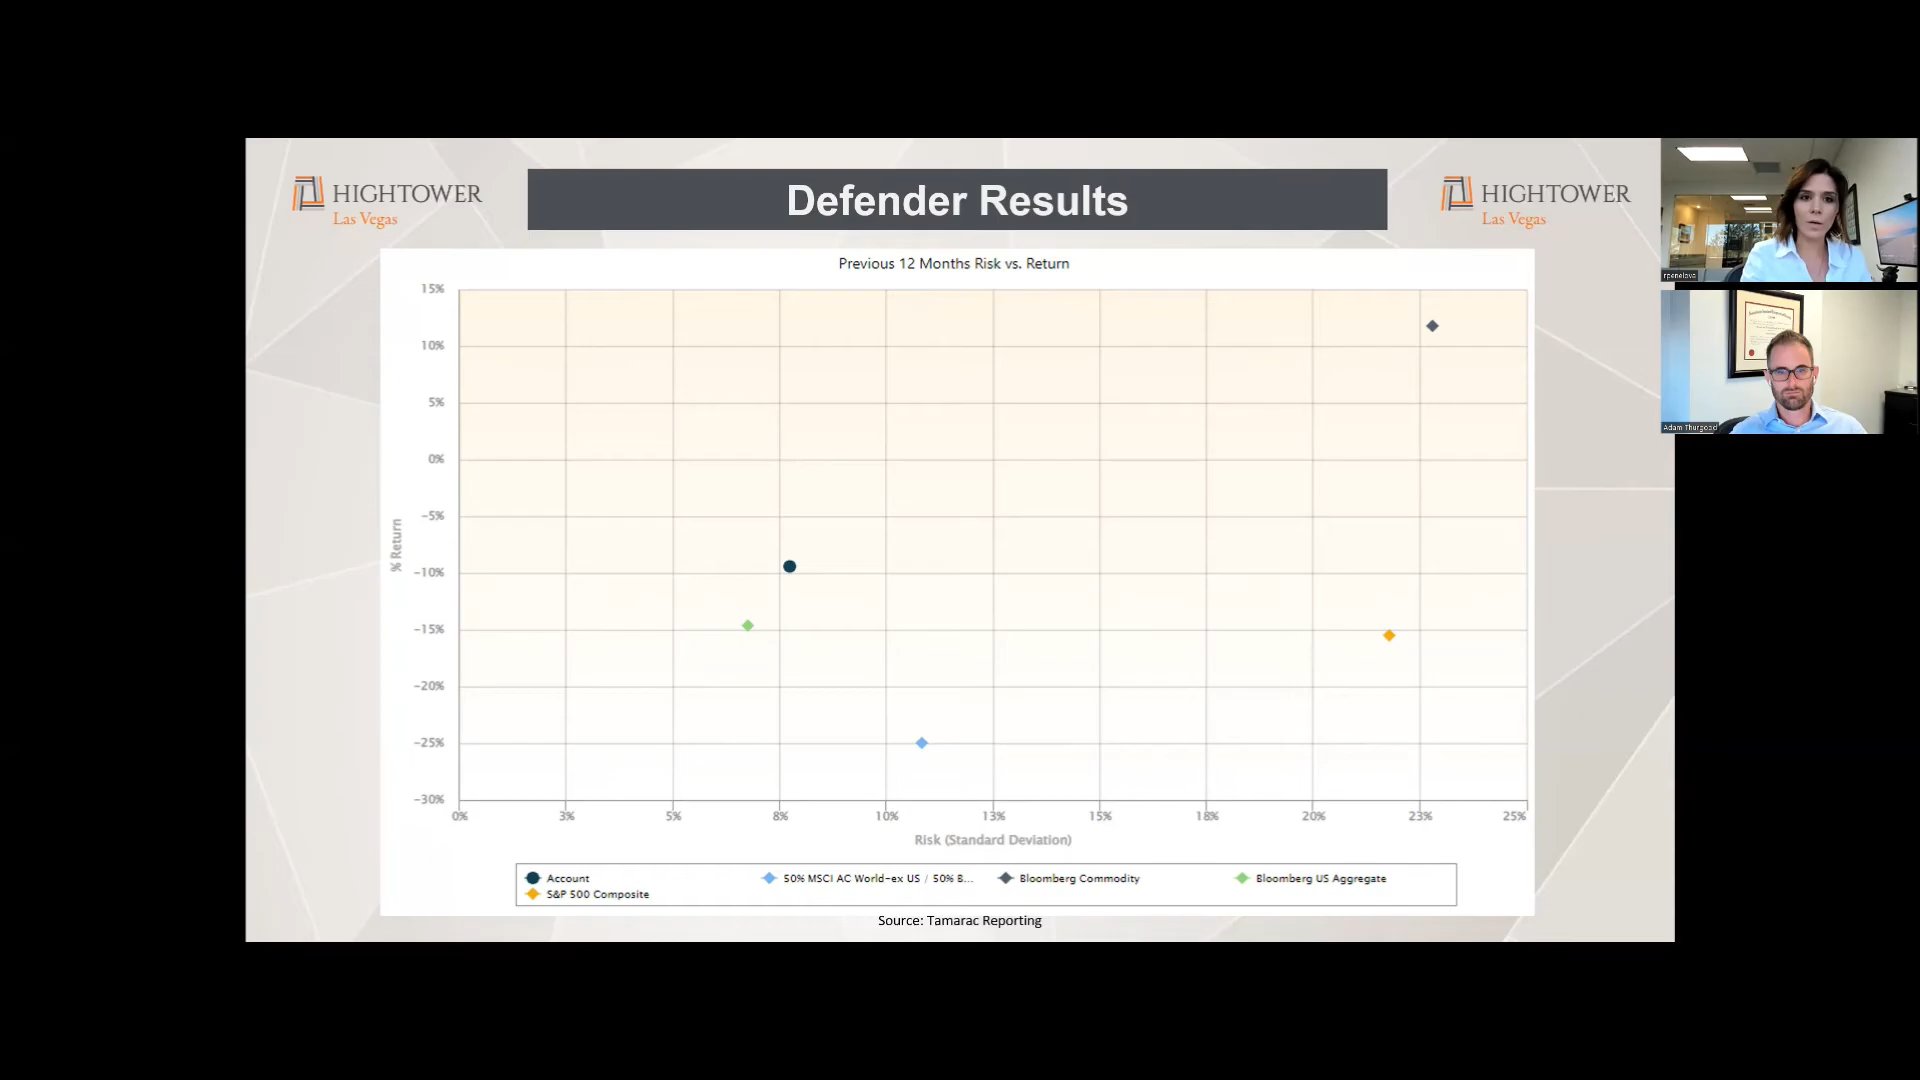 HIGHTOWER
Las Vegas
Defender Results
HIGHTOWER
Las Vegas
Previous 12 Months Risk vs. Return
15%
10%
5%
0%
-5%
-10%
-15%
-20%
-25%
-30%
% Return
0% 3% 5% 8% 10% 13% 15% 18% 20% 23% 25%
Risk (Standard Deviation)
Account 50% MSCI AC World-ex US / 50% B... Bloomberg Commodity Bloomberg US Aggregate
S&P 500 Composite
Source: Tamarac Reporting
rpenelova
Adam Thurgood